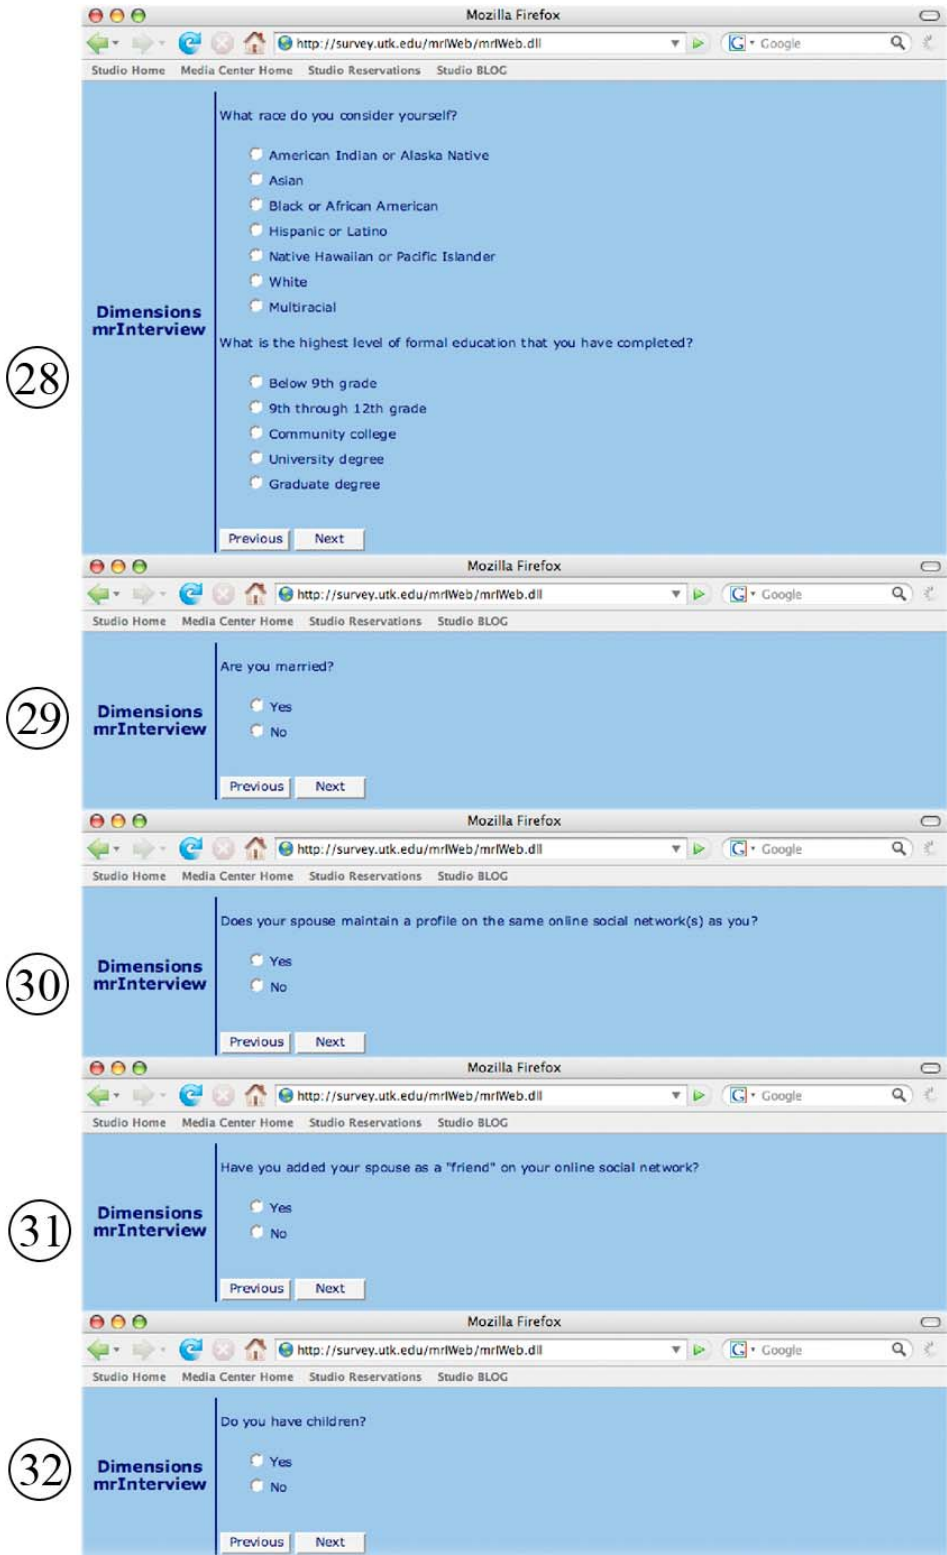 Mozilla Firefox
http://survey.utk.edu/mrIWeb/mrIWeb.dll
G Google
Studio Home Media Center Home Studio Reservations Studio BLOG
What race do you consider yourself?
American Indian or Alaska Native
Asian
Black or African American
Hispanic or Latino
Native Hawaiian or Pacific Islander
White
Multiracial
Dimensions
mrInterview
28
What is the highest level of formal education that you have completed?
Below 9th grade
9th through 12th grade
Community college
University degree
Graduate degree
Previous Next
Mozilla Firefox
http://survey.utk.edu/mrIWeb/mrIWeb.dll
G Google
Studio Home Media Center Home Studio Reservations Studio BLOG
29
Dimensions
mrInterview
Are you married?
Yes
No
Previous Next
Mozilla Firefox
http://survey.utk.edu/mrIWeb/mrIWeb.dll
G Google
Studio Home Media Center Home Studio Reservations Studio BLOG
30
Dimensions
mrInterview
Does your spouse maintain a profile on the same online social network(s) as you?
Yes
No
Previous Next
Mozilla Firefox
http://survey.utk.edu/mrIWeb/mrIWeb.dll
G Google
Studio Home Media Center Home Studio Reservations Studio BLOG
31
Dimensions
mrInterview
Have you added your spouse as a "friend" on your online social network?
Yes
No
Previous Next
Mozilla Firefox
http://survey.utk.edu/mrIWeb/mrIWeb.dll
G Google
Studio Home Media Center Home Studio Reservations Studio BLOG
32
Dimensions
mrInterview
Do you have children?
Yes
No
Previous Next